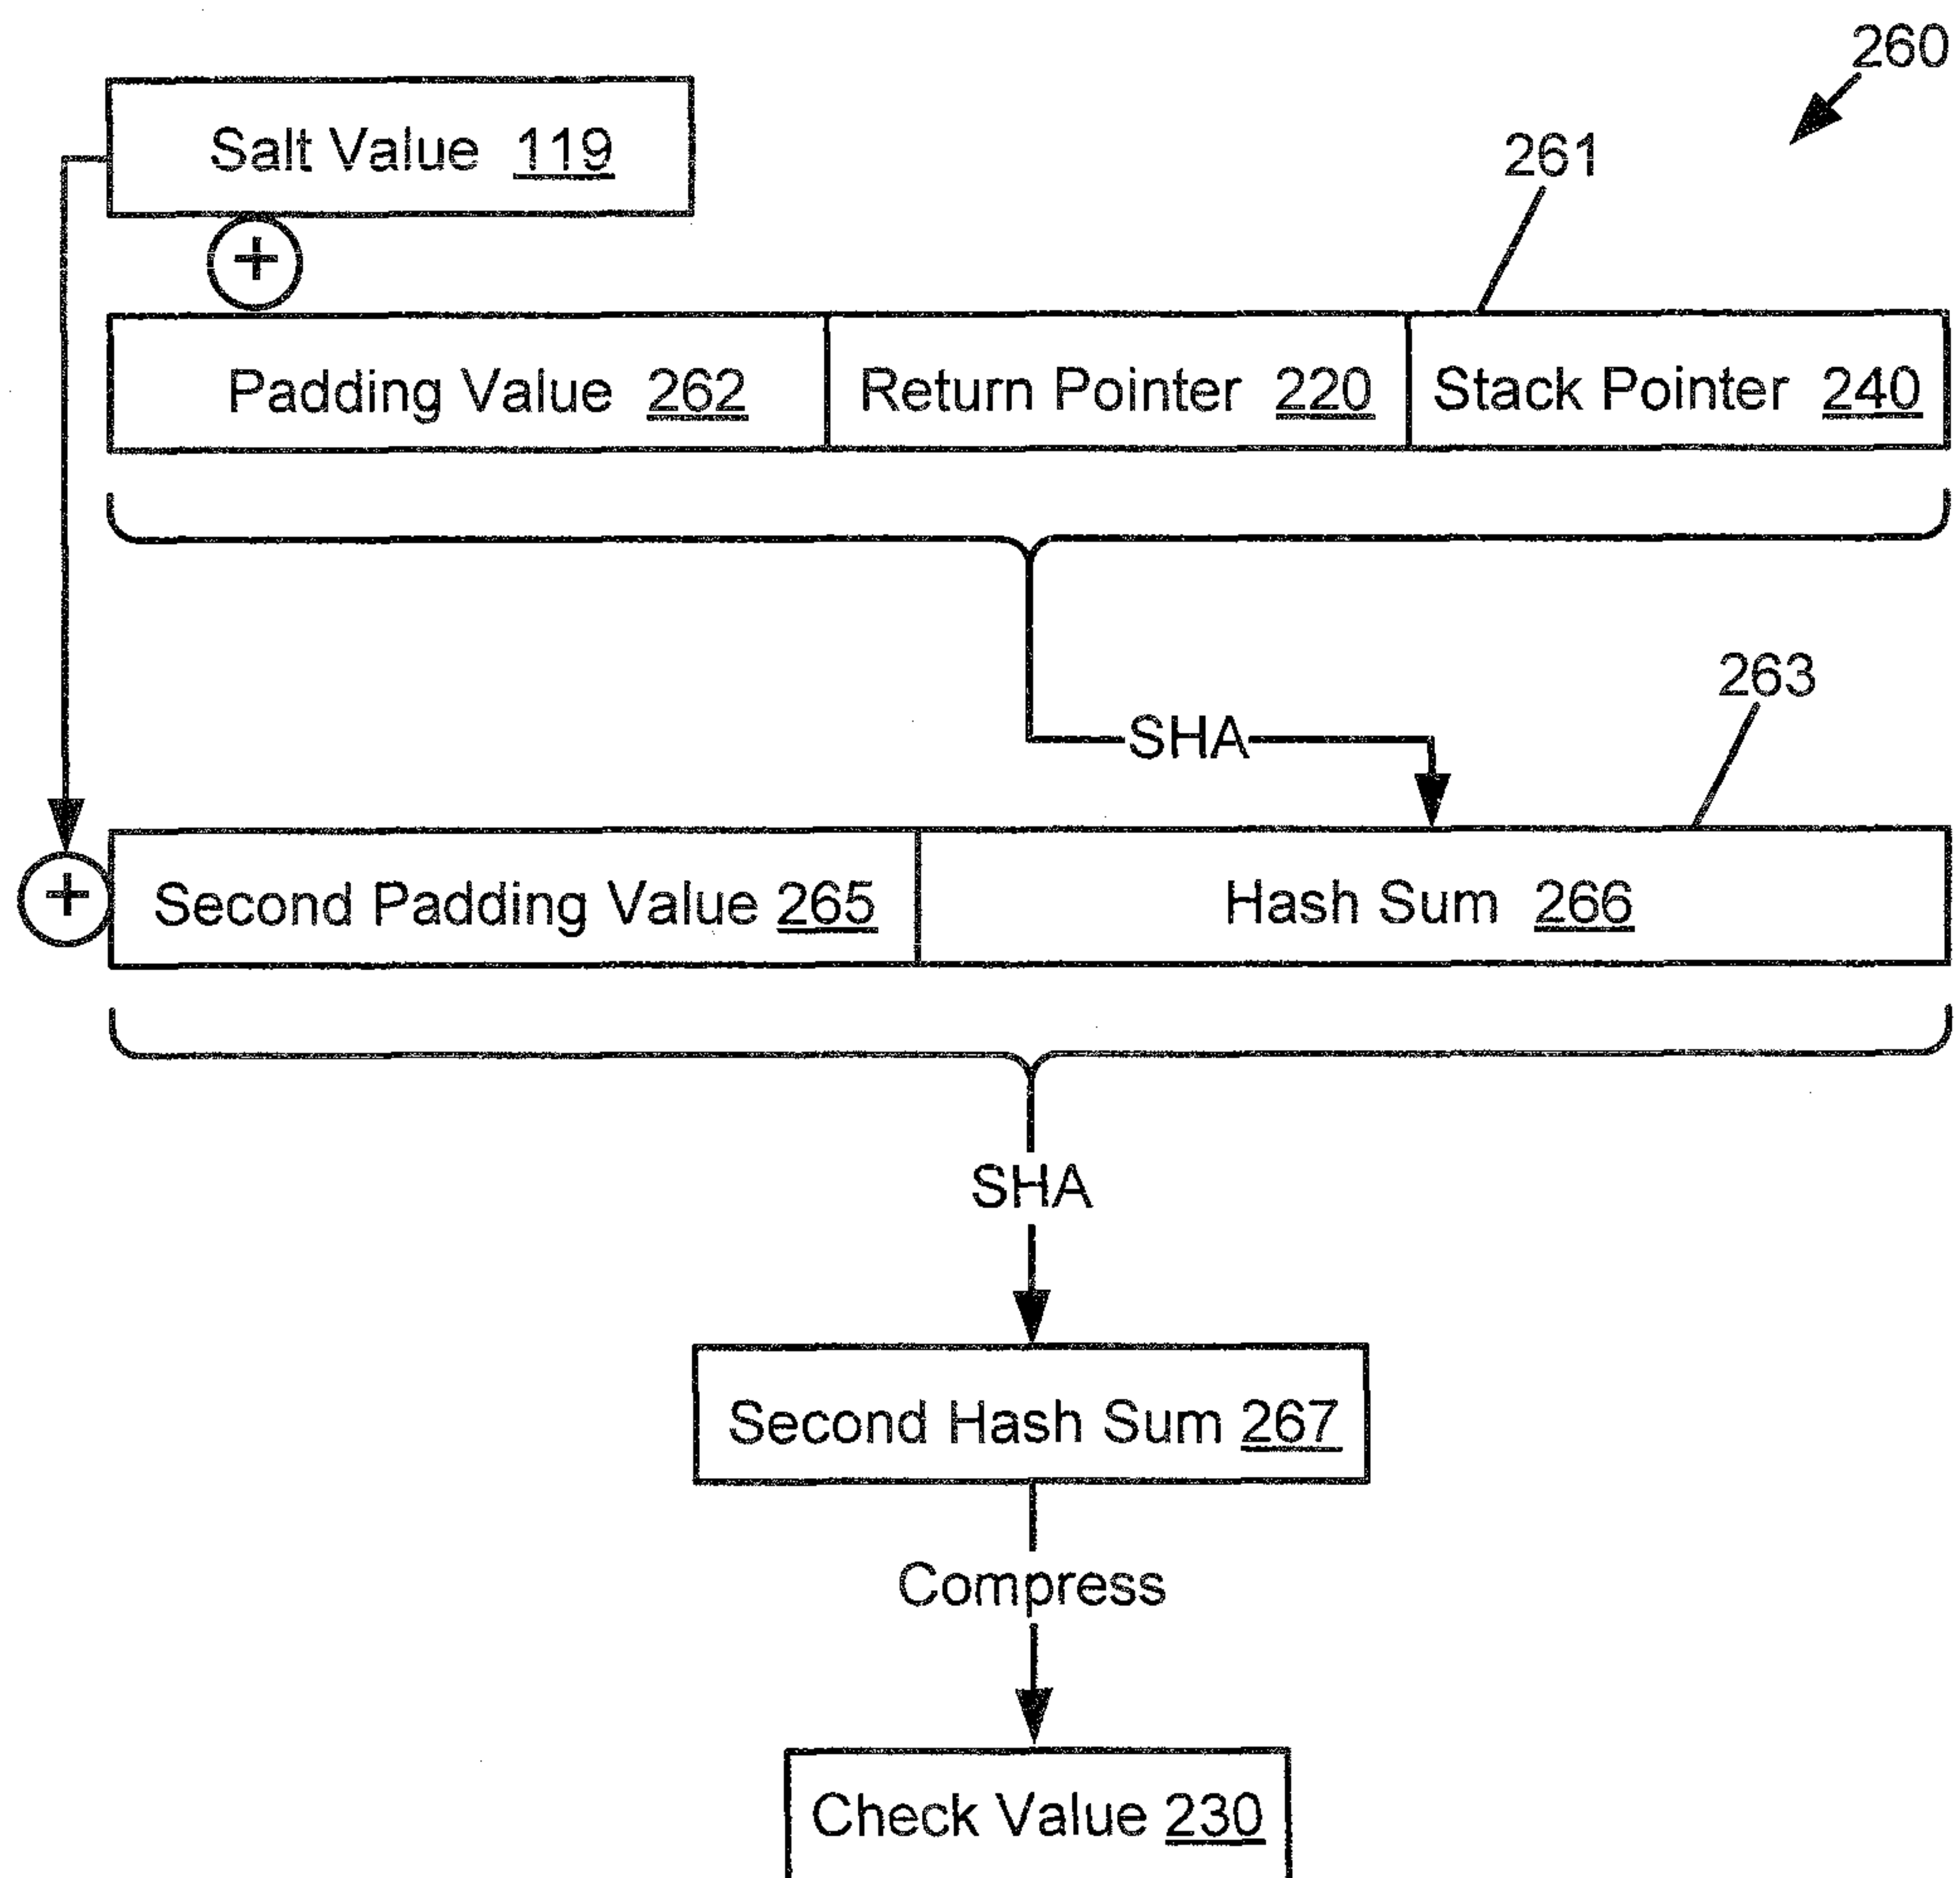 260
Salt Value 119
261
+
Padding Value 262 Return Pointer 220 Stack Pointer 240
263
SHA
+
Second Padding Value 265 Hash Sum 266
SHA
Second Hash Sum 267
Compress
Check Value 230